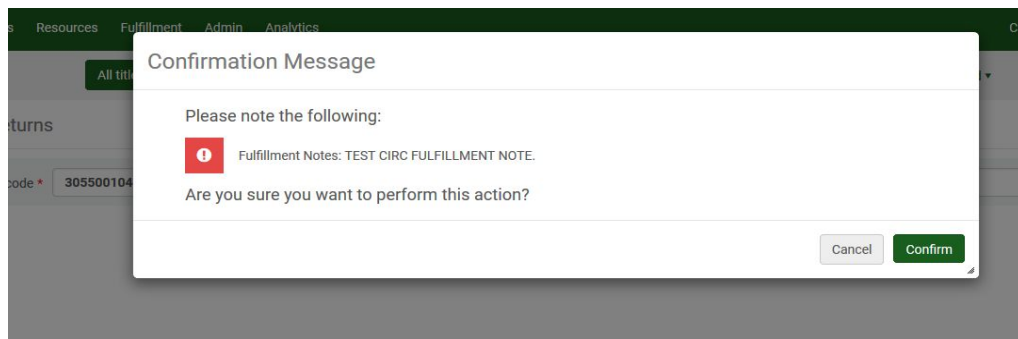 s Resources Fulfillment Admin Analytics
Confirmation Message
All titl
Please note the following:
eturns
Fulfillment Notes: TEST CIRC FULFILLMENT NOTE.
code * 305500104
Are you sure you want to perform this action?
Cancel Confirm